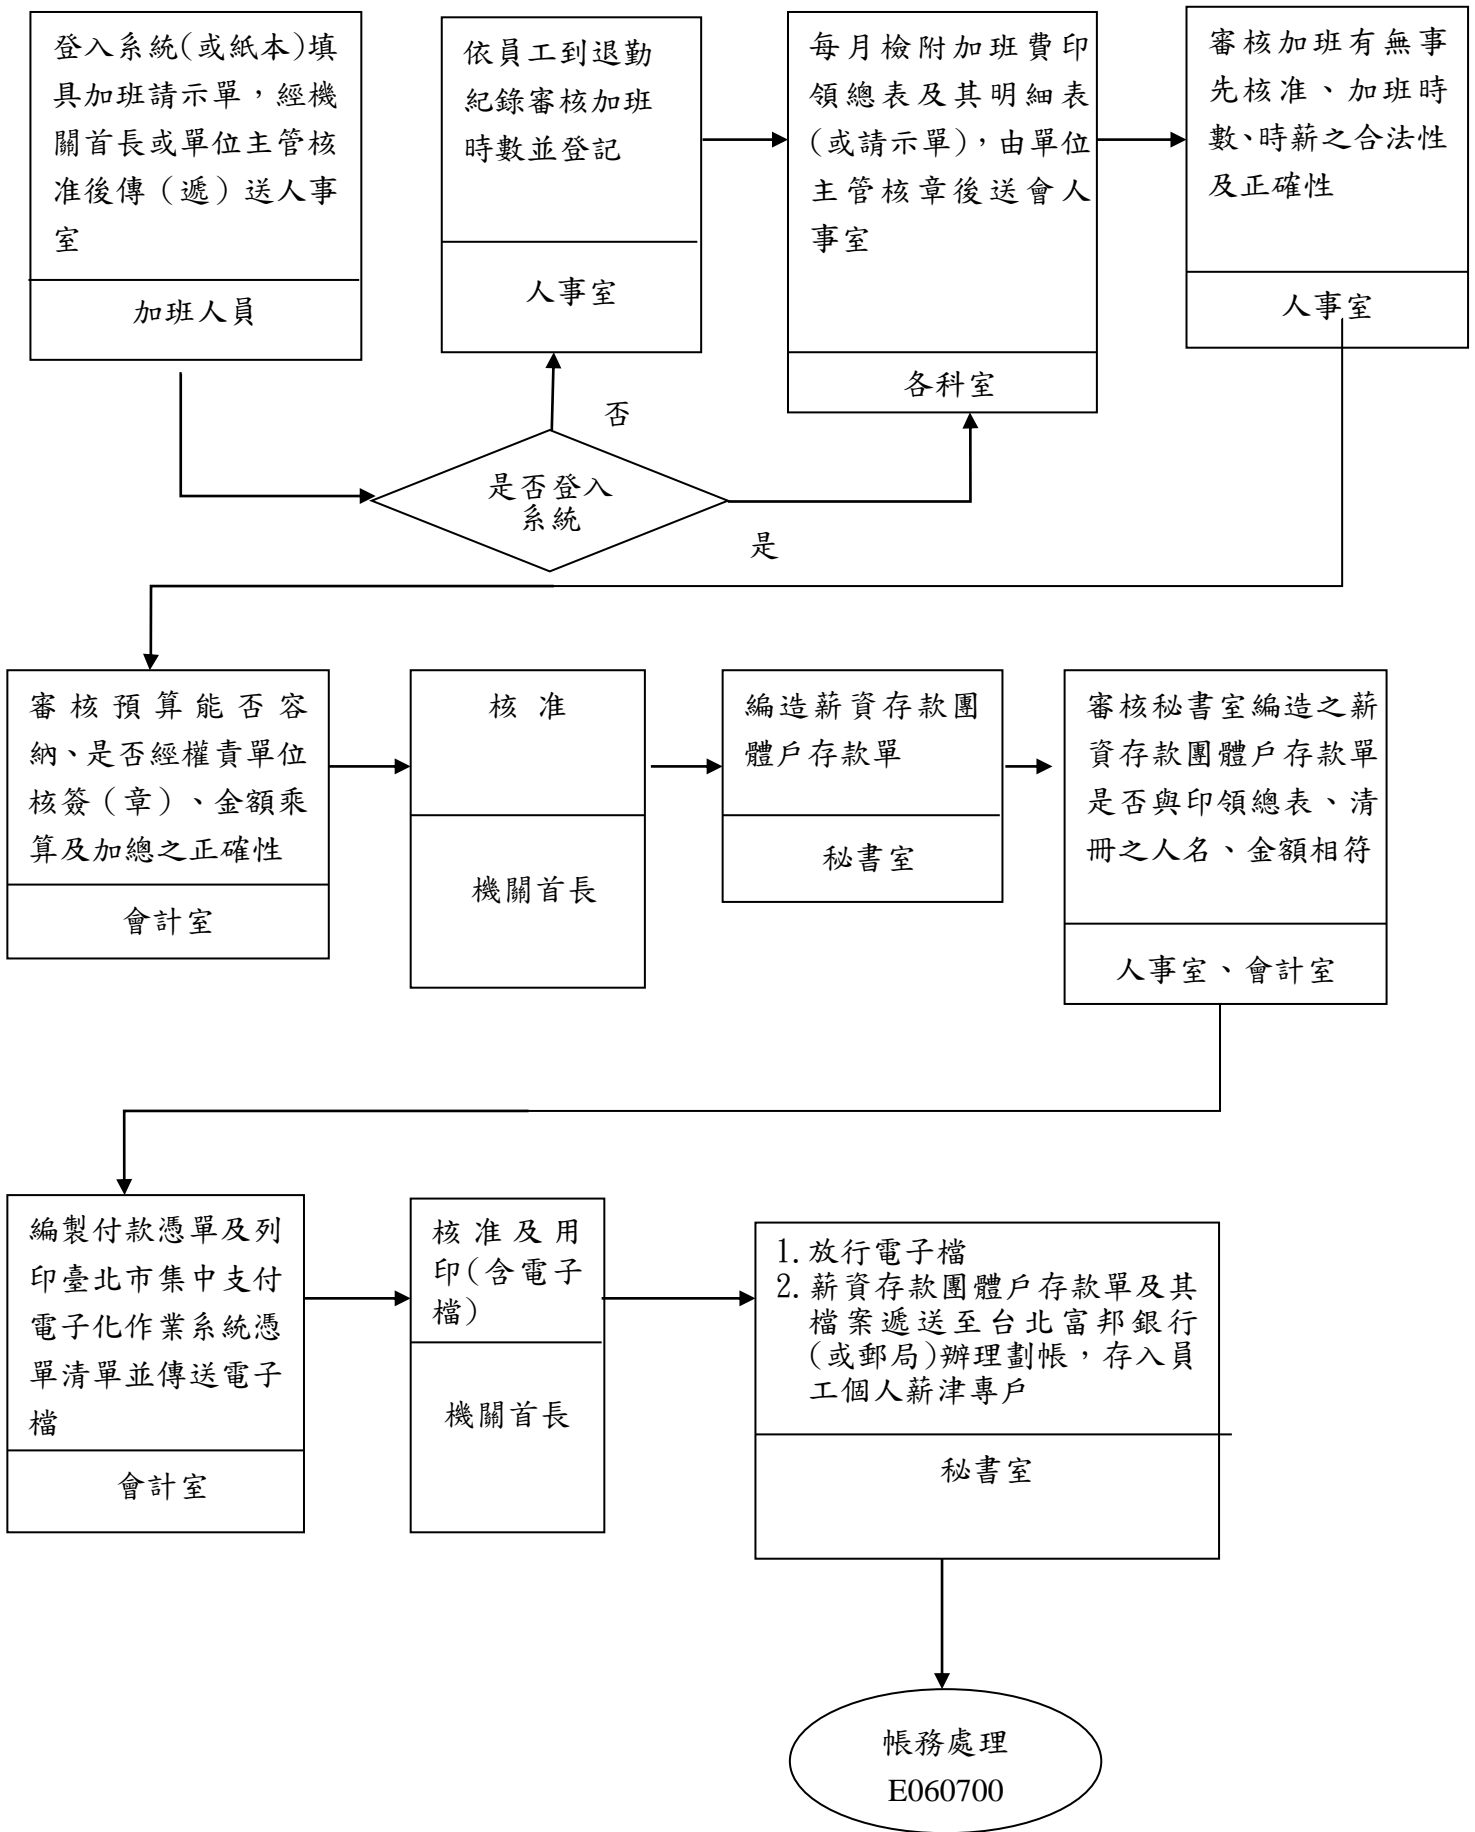 登入系統(或紙本)填
具加班請示單，經機
關首長或單位主管核
准後傳（遞）送人事
室
加班人員
依員工到退勤
紀錄審核加班
時數並登記
人事室
每月檢附加班費印
領總表及其明細表
(或請示單)，由單位
主管核章後送會人
事室
各科室
審核加班有無事
先核准、加班時
數、時薪之合法性
及正確性
人事室
否
是否登入
系統
是
審核預算能否容
納、是否經權責單位
核簽（章）、金額乘
算及加總之正確性
會計室
核准
機關首長
編造薪資存款團
體戶存款單
秘書室
審核秘書室編造之薪
資存款團體戶存款單
是否與印領總表、清
冊之人名、金額相符
人事室、會計室
編製付款憑單及列
印臺北市集中支付
電子化作業系統憑
單清單並傳送電子
檔
會計室
核准及用
印(含電子
檔)
機關首長
1.放行電子檔
2.薪資存款團體戶存款單及其
檔案遞送至台北富邦銀行
(或郵局)辦理劃帳，存入員
工個人薪津專戶
秘書室
帳務處理
E060700